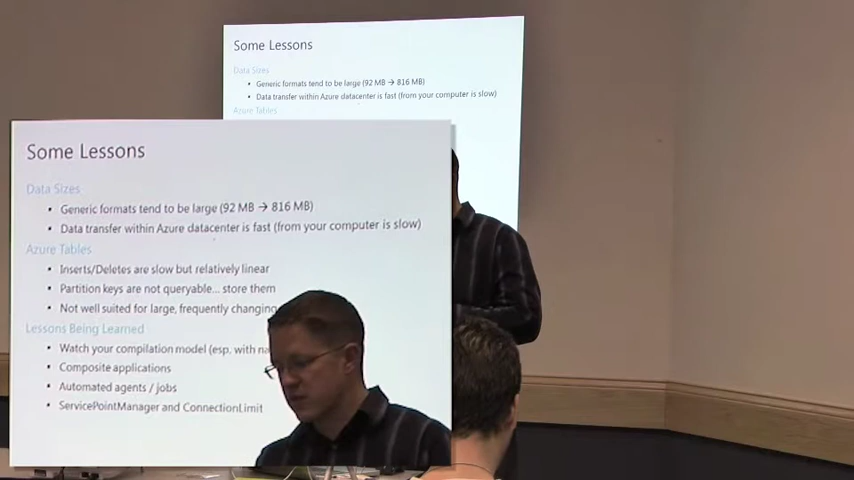 Some Lessons
Data Sizes
• Generic formats tend to be large (92 MB → 816 MB)
• Data transfer within Azure datacenter is fast (from your computer is slow)
Azure Tables
Some Lessons
Data Sizes
• Generic formats tend to be large (92 MB → 816 MB)
• Data transfer within Azure datacenter is fast (from your computer is slow)
Azure Tables
• Inserts/Deletes are slow but relatively linear
• Partition keys are not queryable... store them
• Not well suited for large, frequently changing
Lessons Being Learned
• Watch your compilation model (esp. with
• Composite applications
• Automated agents / jobs
• ServicePointManager and ConnectionLimit